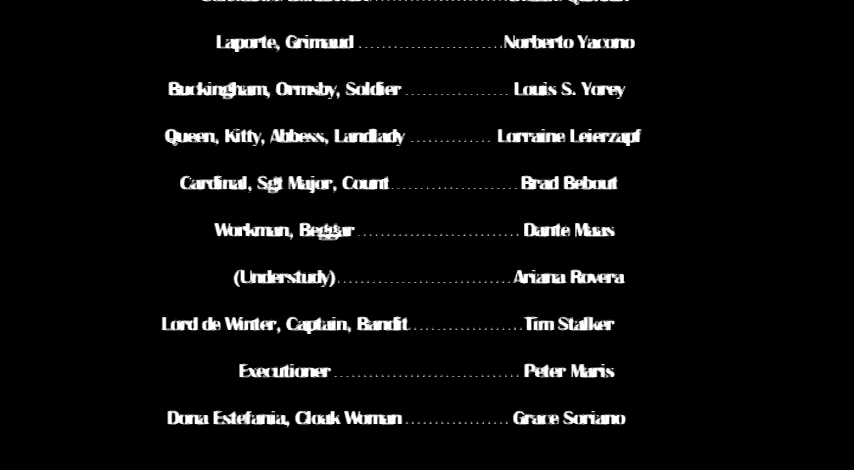 Laporte, Grimaud ........................ Norberto Yacono
Buckingham, Ormsby, Soldier .................. Louis S. Yorey
Queen, Kitty, Abbess, Landlady .............. Lorraine Leierzapf
Cardinal, Sgt Major, Count ...................... Brad Bebout
Workman, Beggar ............................ Dante Maas
(Understudy) .............................. Ariana Rovera
Lord de Winter, Captain, Bandit .................... Tim Stalker
Executioner ................................ Peter Maris
Dona Estefania, Cloak Woman .................. Grace Soriano